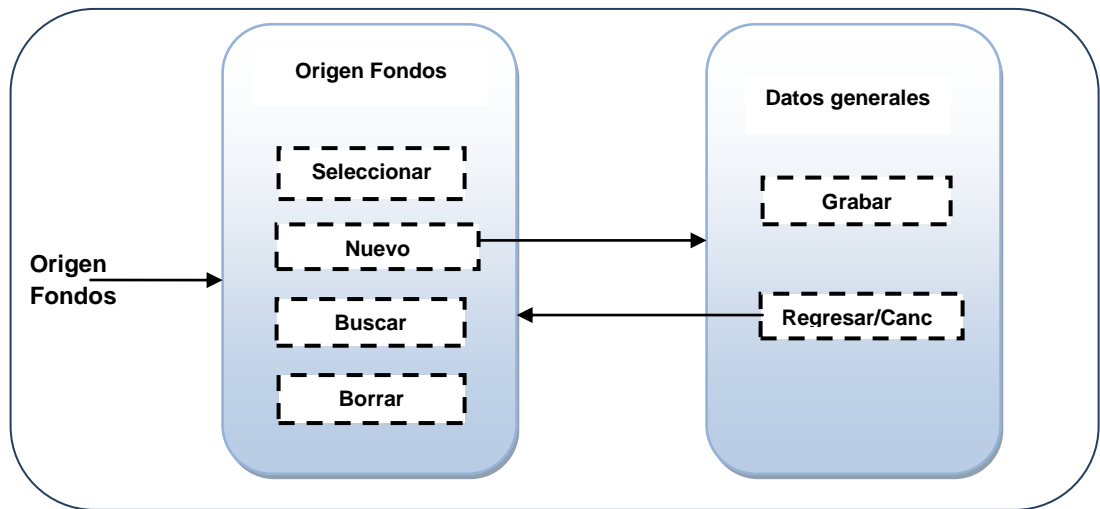 Origen
Fondos
Origen Fondos
Seleccionar
Nuevo
Buscar
Borrar
Datos generales
Grabar
Regresar/Canc